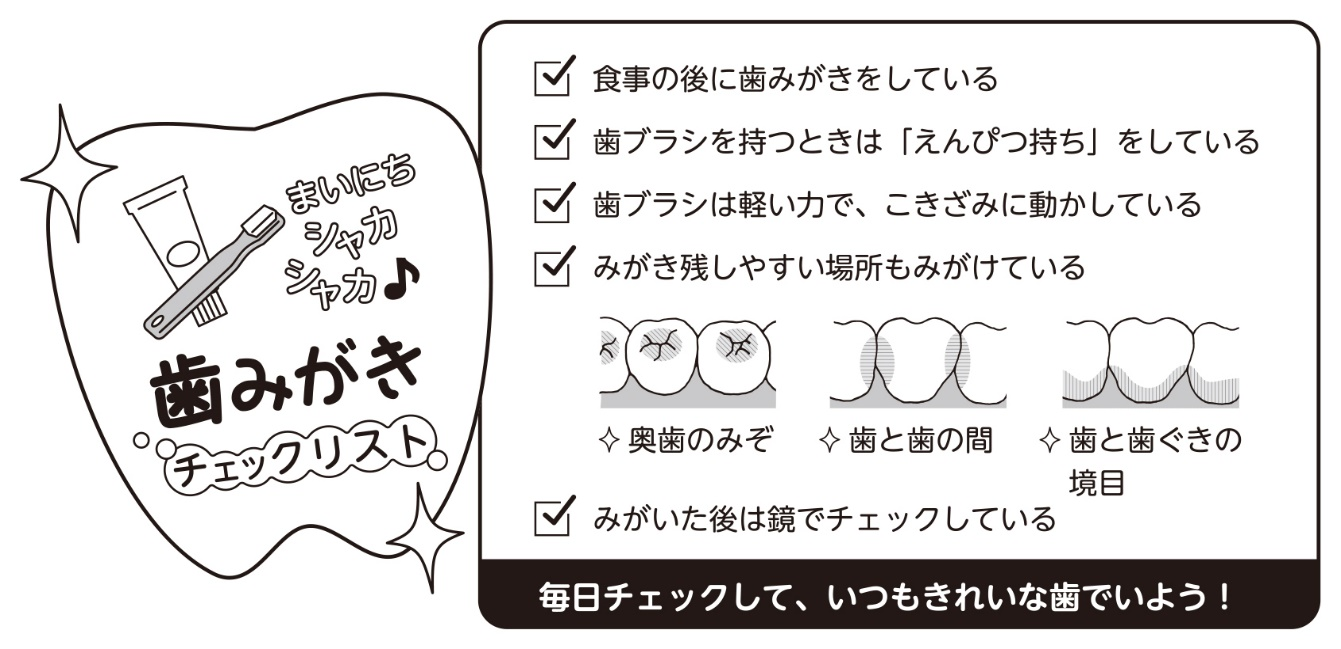 まいにち
シャカ
シャカ♪
歯みがき
チェックリスト
食事の後に歯みがきをしている
歯ブラシを持つときは「えんぴつ持ち」をしている
歯ブラシは軽い力で、こきざみに動かしている
みがき残しやすい場所もみがけている
奥歯のみぞ
歯と歯の間
歯と歯ぐきの
境目
みがいた後は鏡でチェックしている
毎日チェックして、いつもきれいな歯でいよう！